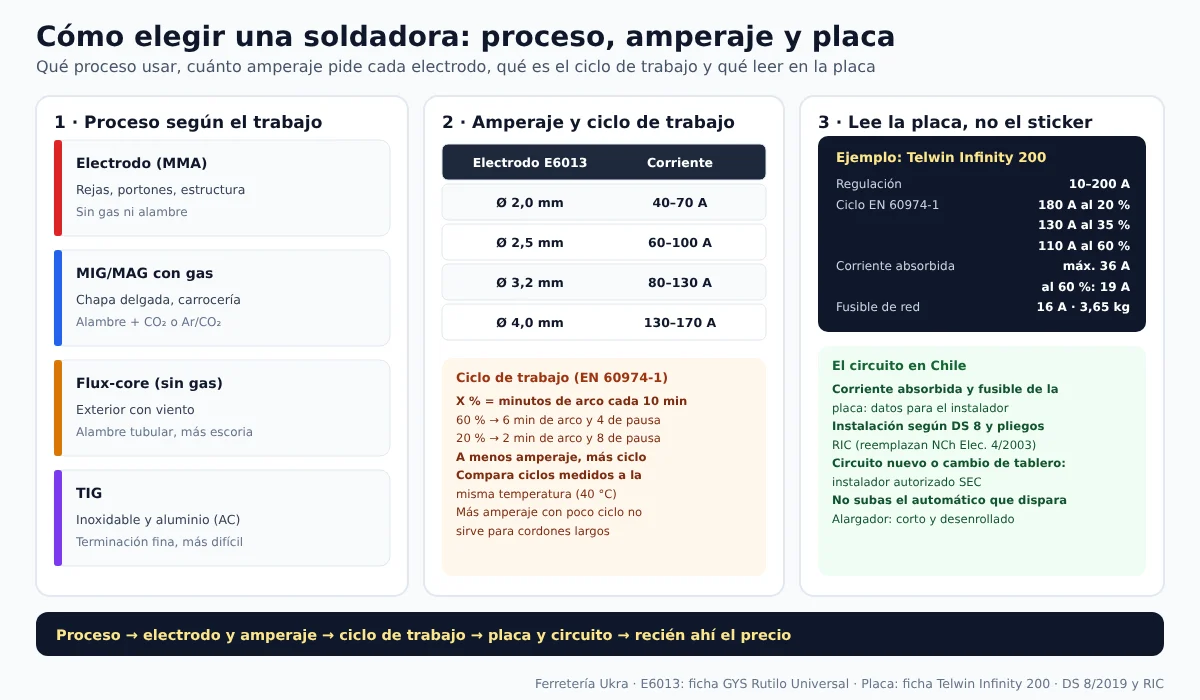 Cómo elegir una soldadora: proceso, amperaje y placa
Qué proceso usar, cuánto amperaje pide cada electrodo, qué es el ciclo de trabajo y qué leer en la placa
1 · Proceso según el trabajo
Electrodo (MMA)
Rejas, portones, estructura
Sin gas ni alambre
MIG/MAG con gas
Chapa delgada, carrocería
Alambre + CO₂ o Ar/CO₂
Flux-core (sin gas)
Exterior con viento
Alambre tubular, más escoria
TIG
Inoxidable y aluminio (AC)
Terminación fina, más difícil
2 · Amperaje y ciclo de trabajo
Electrodo E6013 Corriente
Ø 2,0 mm 40–70 A
Ø 2,5 mm 60–100 A
Ø 3,2 mm 80–130 A
Ø 4,0 mm 130–170 A
Ciclo de trabajo (EN 60974-1)
X % = minutos de arco cada 10 min
60 % → 6 min de arco y 4 de pausa
20 % → 2 min de arco y 8 de pausa
A menos amperaje, más ciclo
Compara ciclos medidos a la
misma temperatura (40 °C)
Más amperaje con poco ciclo no
sirve para cordones largos
3 · Lee la placa, no el sticker
Ejemplo: Telwin Infinity 200
Regulación 10–200 A
Ciclo EN 60974-1 180 A al 20 %
130 A al 35 %
110 A al 60 %
Corriente absorbida máx. 36 A
al 60 %: 19 A
Fusible de red 16 A · 3,65 kg
El circuito en Chile
Corriente absorbida y fusible de la
placa: datos para el instalador
Instalación según DS 8 y pliegos
RIC (reemplazan NCh Elec. 4/2003)
Circuito nuevo o cambio de tablero:
instalador autorizado SEC
No subas el automático que dispara
Alargador: corto y desenrollado
Proceso → electrodo y amperaje → ciclo de trabajo → placa y circuito → recién ahí el precio
Ferretería Ukra · E6013: ficha GYS Rutilo Universal · Placa: ficha Telwin Infinity 200 · DS 8/2019 y RIC